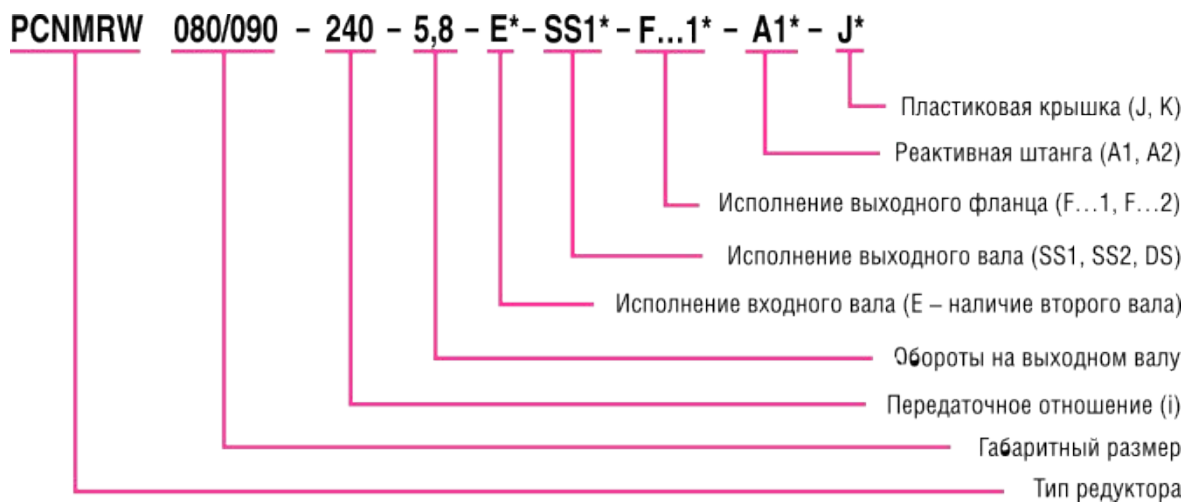 PCNMRW 080/090 – 240 – 5,8 – E*– SS1* – F...1* – A1* – J*
Пластиковая крышка (J, K)
Реактивная штанга (A1, A2)
Исполнение выходного фланца (F...1, F...2)
Исполнение выходного вала (SS1, SS2, DS)
Исполнение входного вала (E – наличие второго вала)
Обороты на выходном валу
Передаточное отношение (i)
Габаритный размер
Тип редуктора